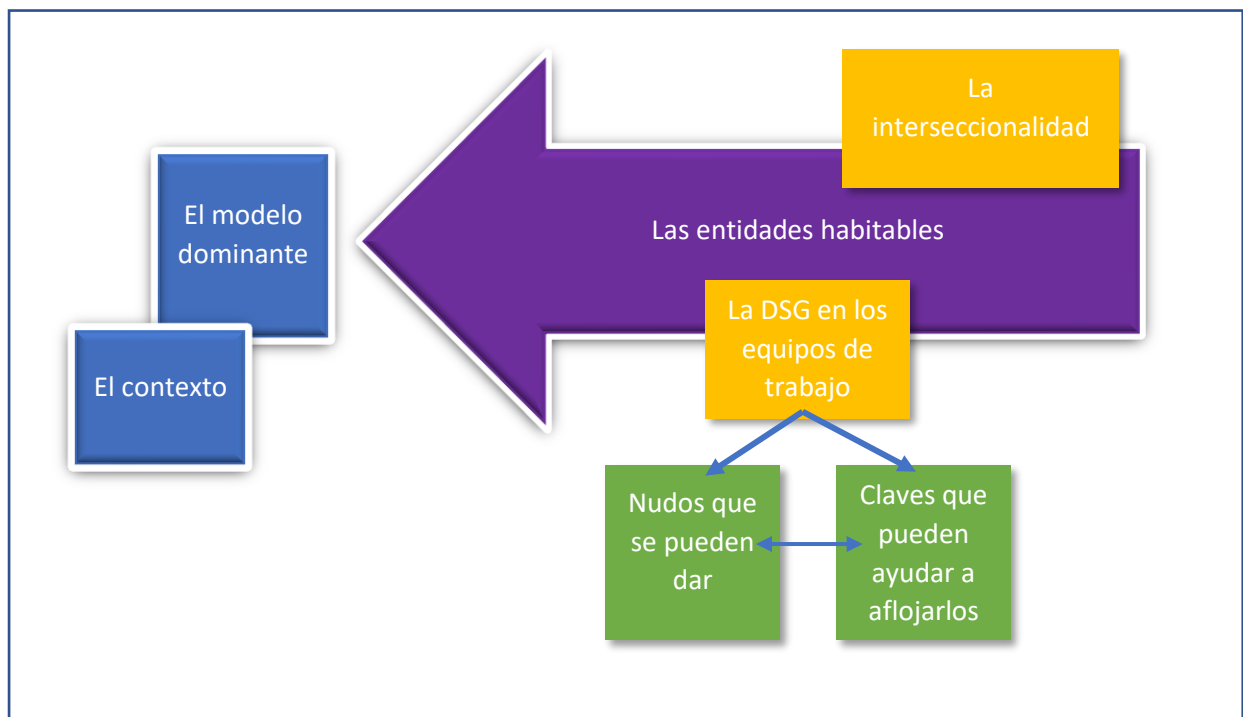 La
interseccionalidad
El modelo
dominante
Las entidades habitables
La DSG en los
equipos de
trabajo
El contexto
Nudos que
se pueden
dar
Claves que
pueden
ayudar a
aflojarlos